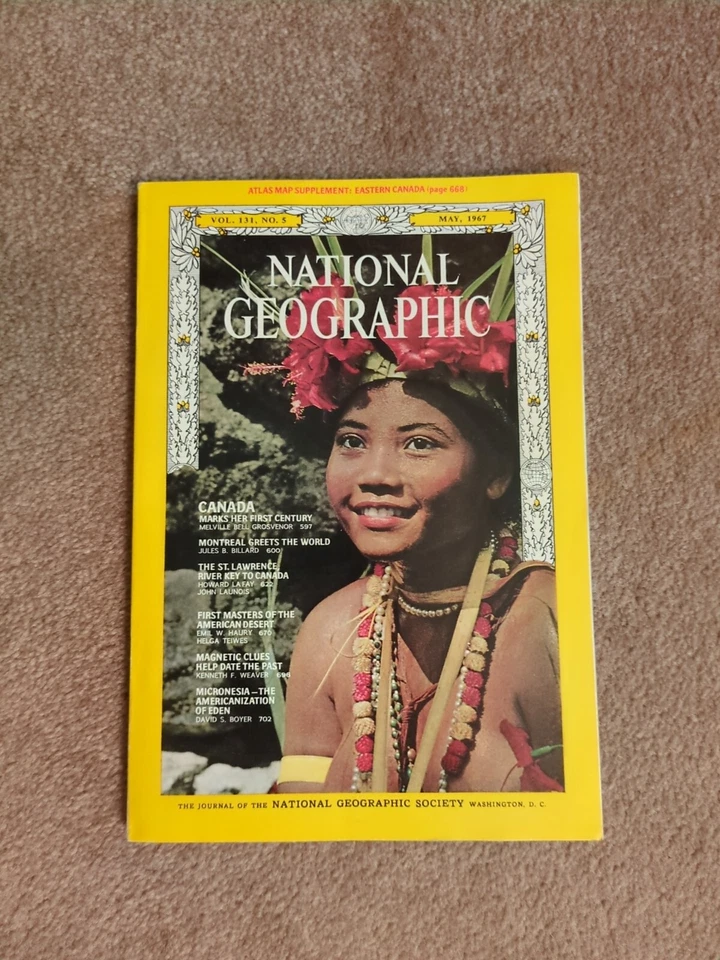 ATLAS MAP SUPPLEMENT: EASTERN CANADA (page 668)
VOL. 131, NO. 5
MAY, 1967
NATIONAL
GEOGRAPHIC
CANADA
MARKS HER FIRST CENTURY
MELVILLE BELL GROSVENOR 597
MONTREAL GREETS THE WORLD
JULES B. BILLARD 600
THE ST. LAWRENCE,
RIVER KEY TO CANADA
HOWARD LA FAY 622
JOHN LAUNOIS
FIRST MASTERS OF THE
AMERICAN DESERT
EMIL W. HAURY 670
HELGA TEIWES
MAGNETIC CLUES
HELP DATE THE PAST
KENNETH F. WEAVER 696
MICRONESIA—THE
AMERICANIZATION
OF EDEN
DAVID S. BOYER 702
THE JOURNAL OF THE NATIONAL GEOGRAPHIC SOCIETY WASHINGTON, D. C.